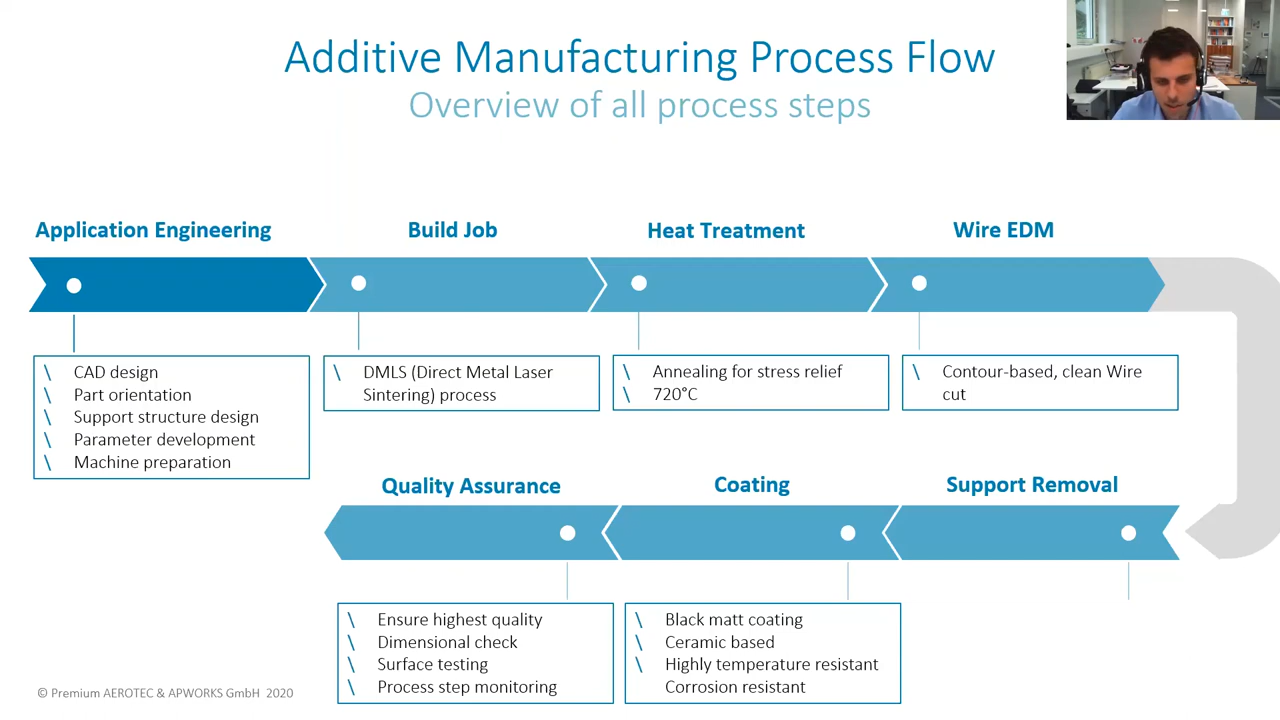 Additive Manufacturing Process Flow
Overview of all process steps
Application Engineering
Build Job
Heat Treatment
Wire EDM
\ CAD design
\ Part orientation
\ Support structure design
\ Parameter development
\ Machine preparation
\ DMLS (Direct Metal Laser
Sintering) process
\ Annealing for stress relief
\ 720°C
\ Contour-based, clean Wire
cut
Quality Assurance
Coating
Support Removal
\ Ensure highest quality
\ Dimensional check
\ Surface testing
\ Process step monitoring
\ Black matt coating
\ Ceramic based
\ Highly temperature resistant
Corrosion resistant
© Premium AEROTEC & APWORKS GmbH 2020